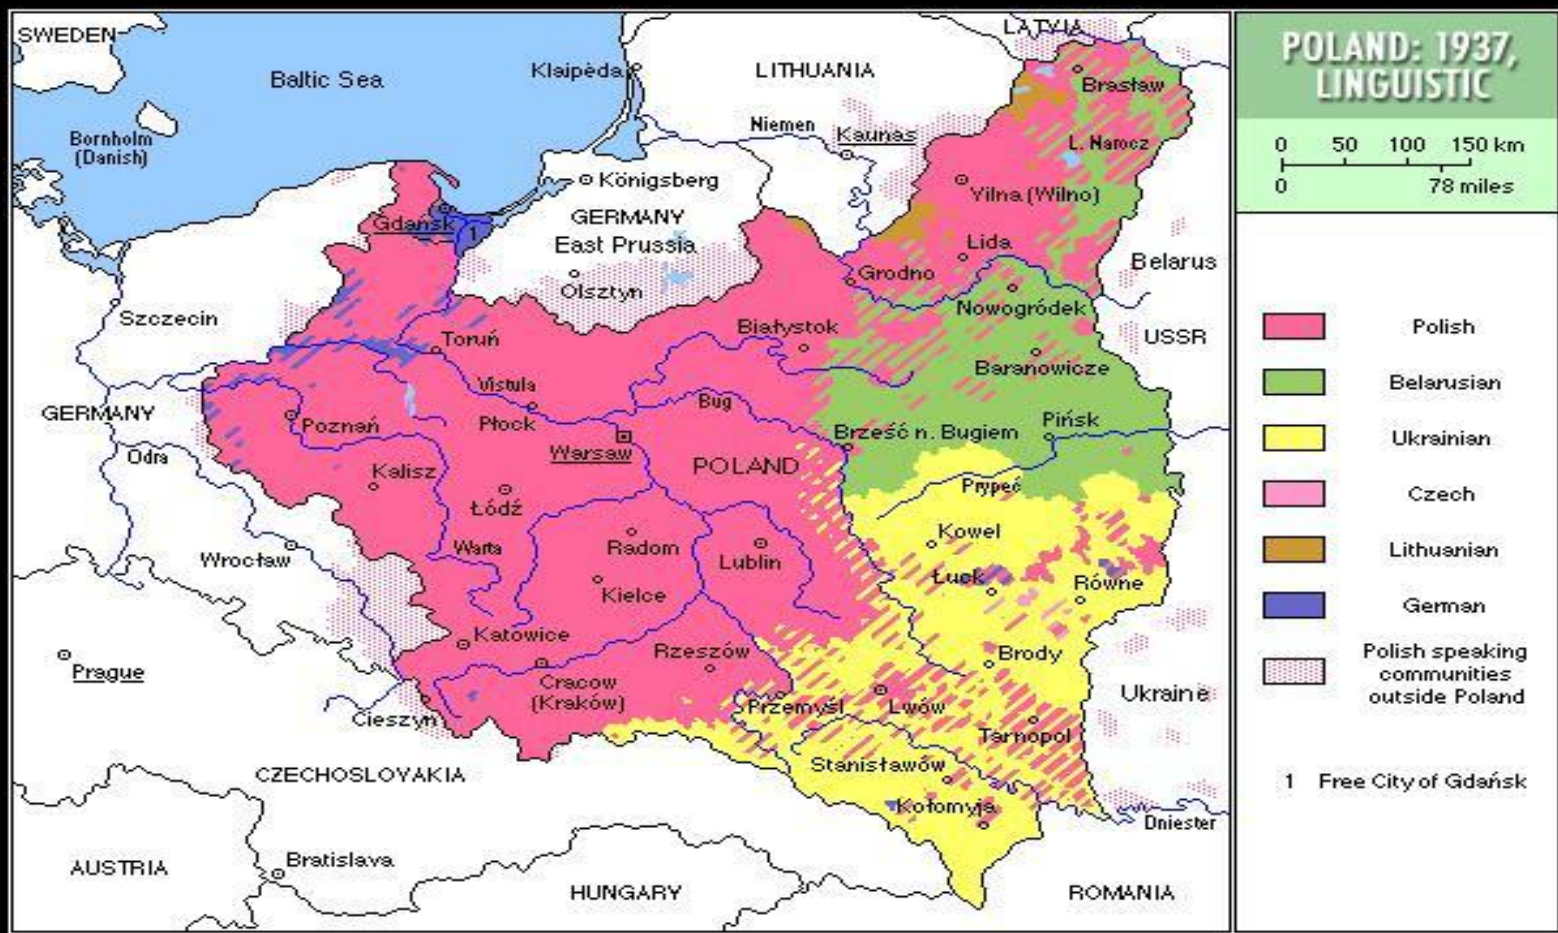 SWEDEN
LATVIA
Baltic Sea
Klaipėda
LITHUANIA
Brasław
Bornholm
(Danish)
Niemen
Kaunas
L. Narocz
Königsberg
Vilna (Wilno)
Gdańsk
1
GERMANY
East Prussia
Lida
Belarus
Grodno
Olsztyn
Nowogródek
Szczecin
Toruń
Białystok
USSR
Baranowicze
Vistula
GERMANY
Poznań
Płock
Bug
Brześć n. Bugiem
Pińsk
Odra
Warsaw
POLAND
Kalisz
Prypeć
Łódź
Kowel
Wrocław
Warta
Radom
Lublin
Łuck
Równe
Kielce
Katowice
Rzeszów
Brody
Prague
Cracow
(Kraków)
Ukraine
Cieszyn
Przemyśl
Lwów
Tarnopol
CZECHOSLOVAKIA
Stanisławów
Kołomyja
Dniester
AUSTRIA
Bratislava
HUNGARY
ROMANIA
POLAND: 1937,
LINGUISTIC
0 50 100 150 km
0 78 miles
Polish
Belarusian
Ukrainian
Czech
Lithuanian
German
Polish speaking
communities
outside Poland
1 Free City of Gdańsk